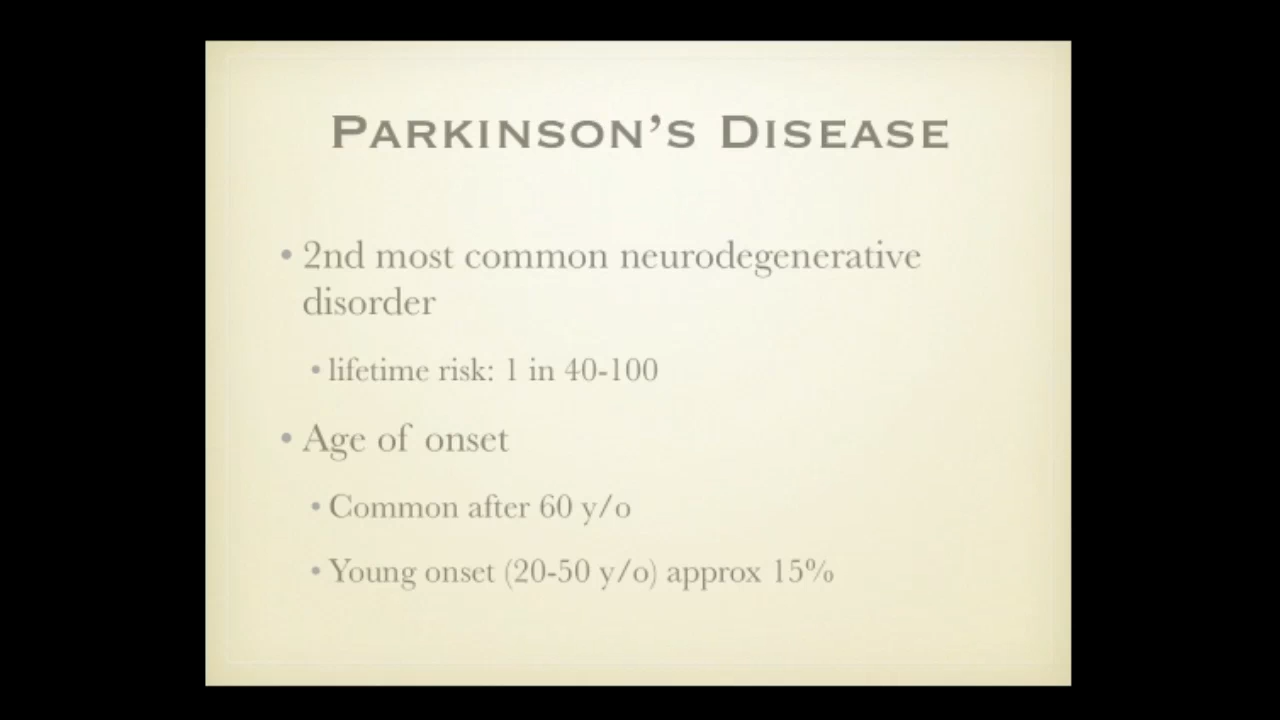 Parkinson’s Disease
• 2nd most common neurodegenerative
disorder
• lifetime risk: 1 in 40-100
• Age of onset
• Common after 60 y/o
• Young onset (20-50 y/o) approx 15%